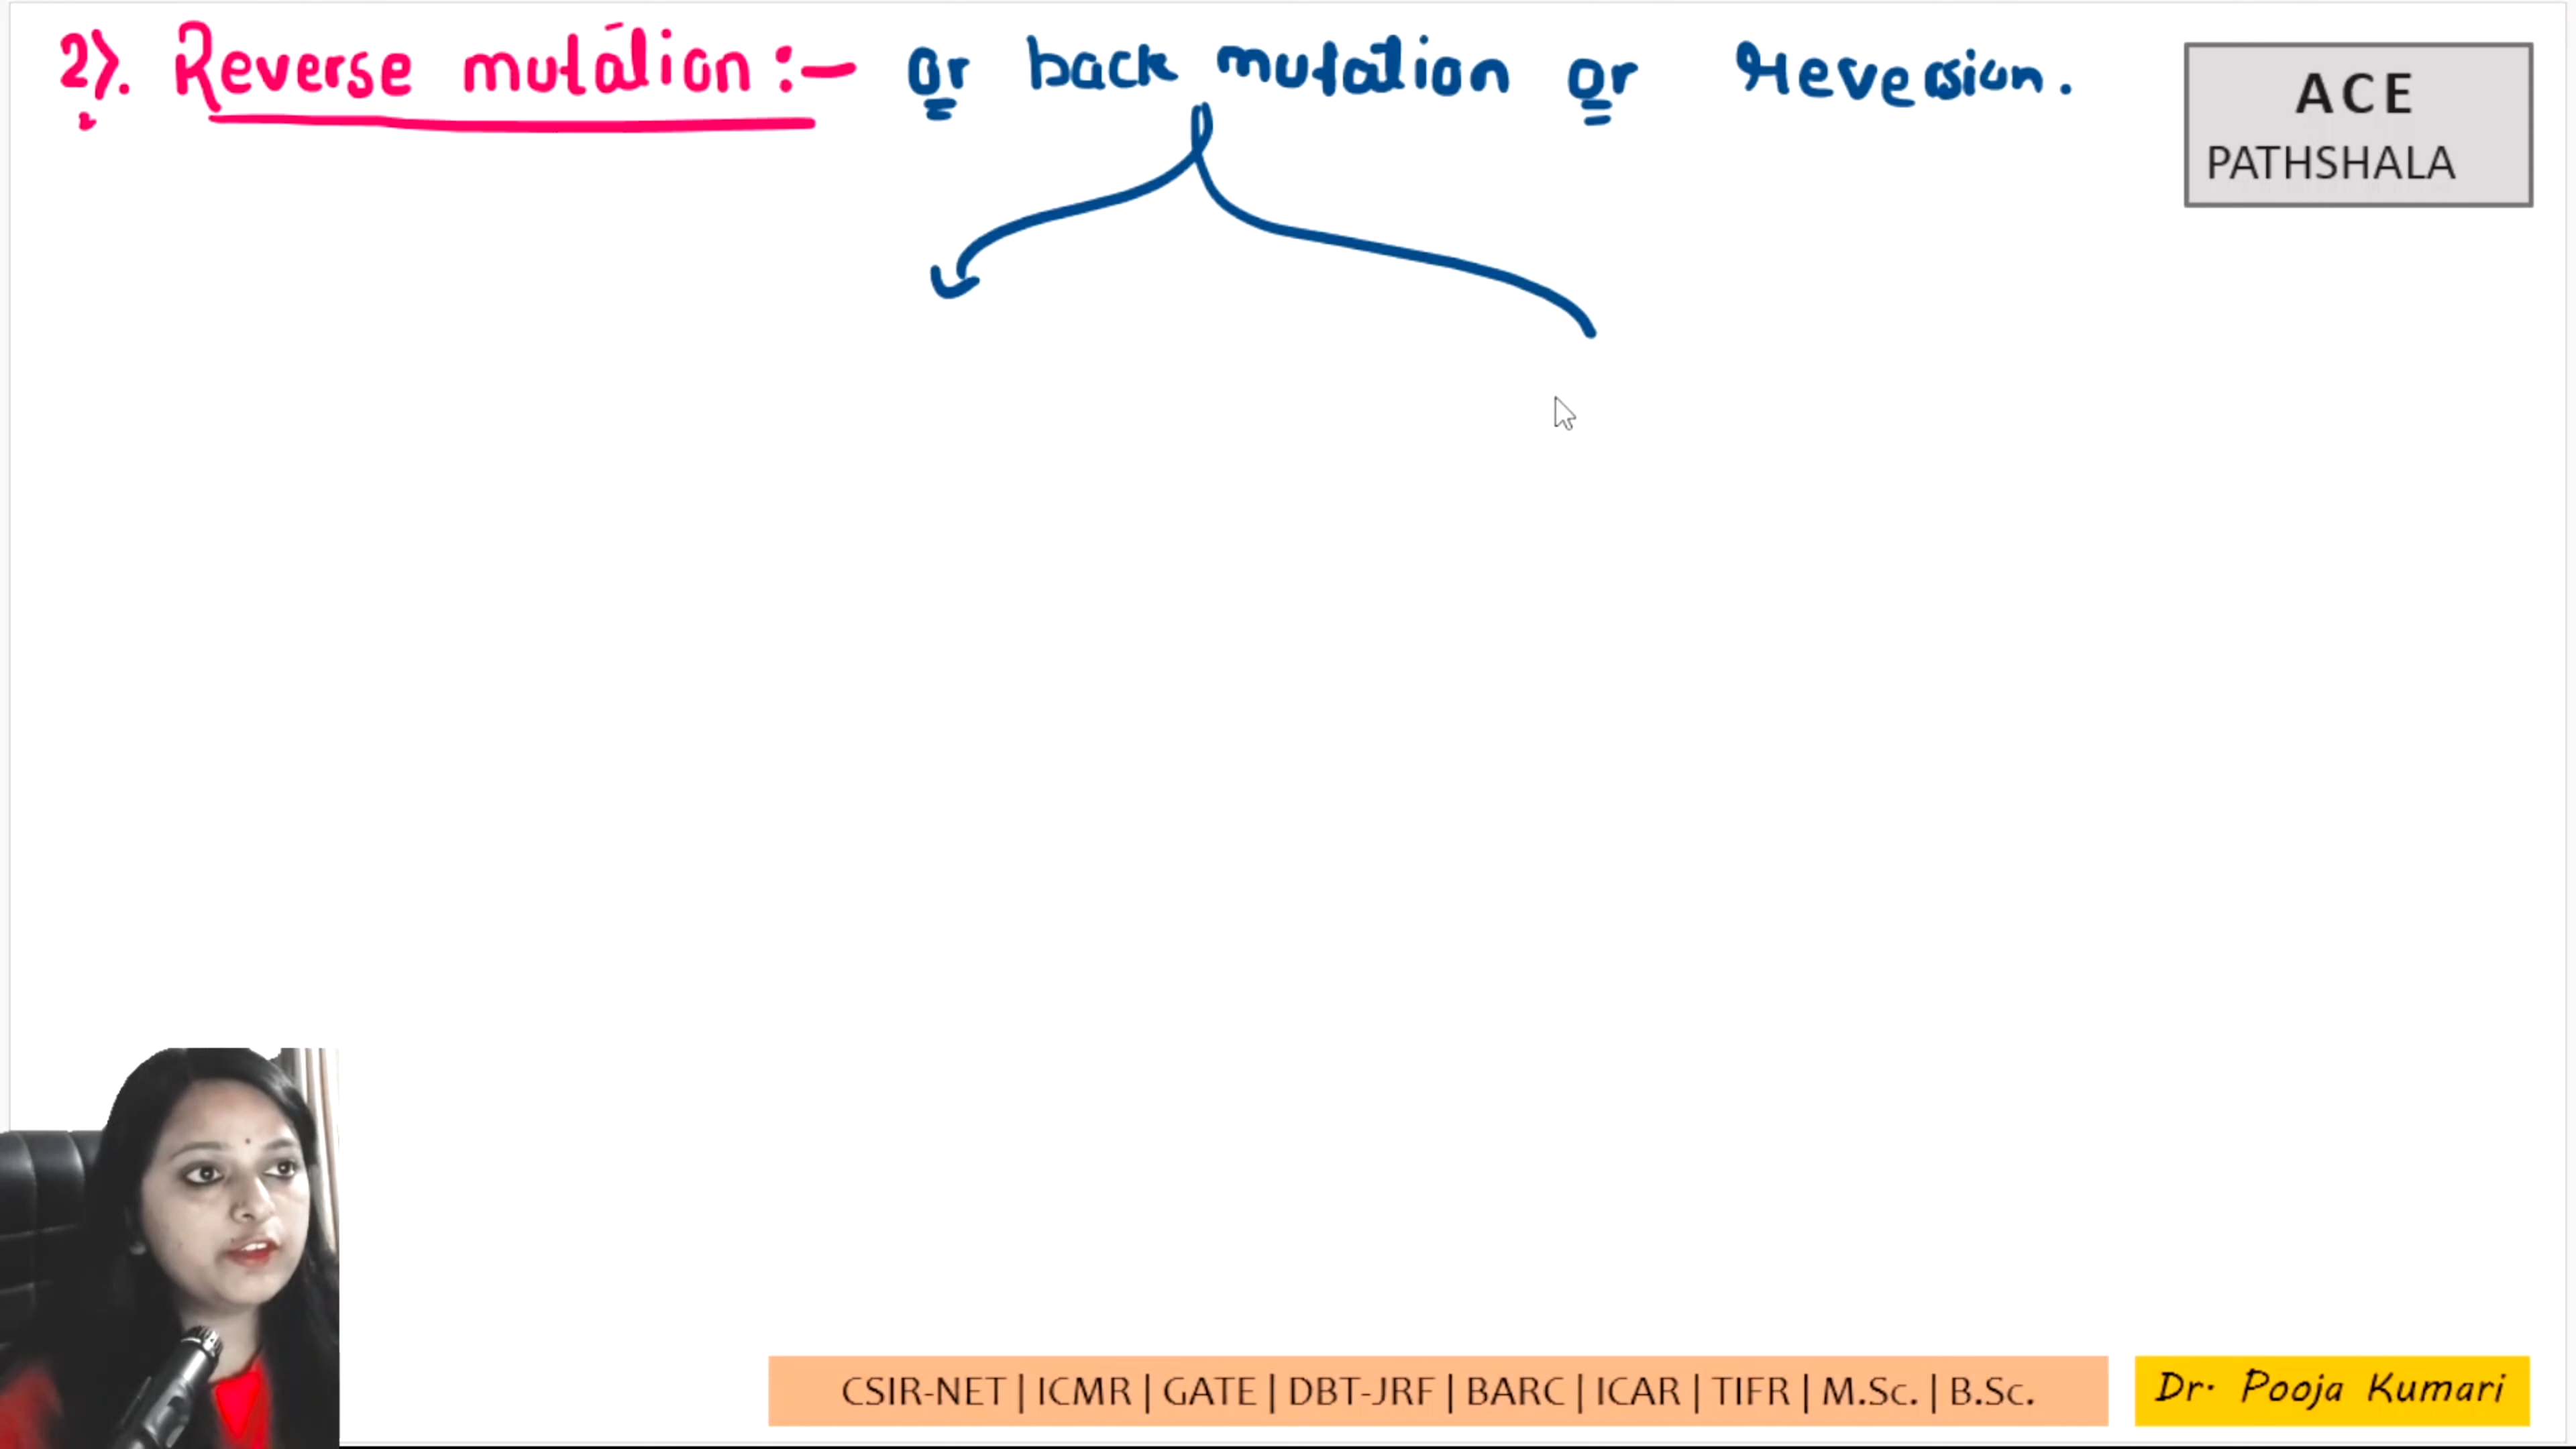 2). Reverse mutation :- or back mutation or reversion.
ACE
PATHSHALA
CSIR-NET | ICMR | GATE | DBT-JRF | BARC | ICAR | TIFR | M.Sc. | B.Sc.
Dr. Pooja Kumari